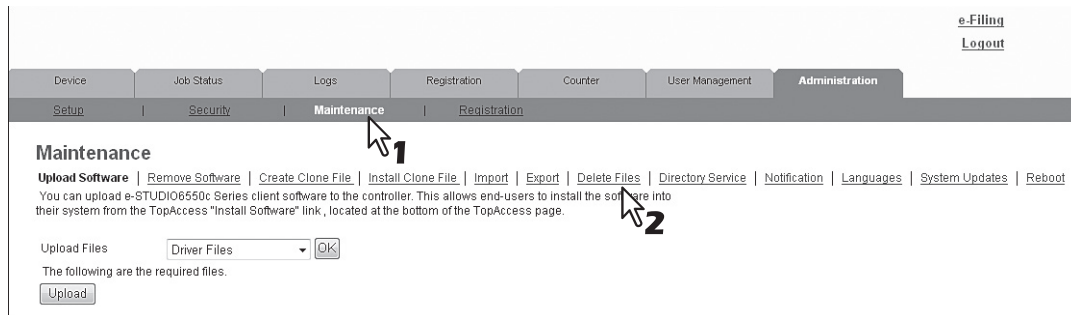 e-Filing
Logout
Device Job Status Logs Registration Counter User Management Administration
Setup | Security | Maintenance | Registration
1
Maintenance
Upload Software | Remove Software | Create Clone File | Install Clone File | Import | Export | Delete Files | Directory Service | Notification | Languages | System Updates | Reboot
You can upload e-STUDIO6550c Series client software to the controller. This allows end-users to install the software into
their system from the TopAccess "Install Software" link , located at the bottom of the TopAccess page.
2
Upload Files Driver Files OK
The following are the required files.
Upload